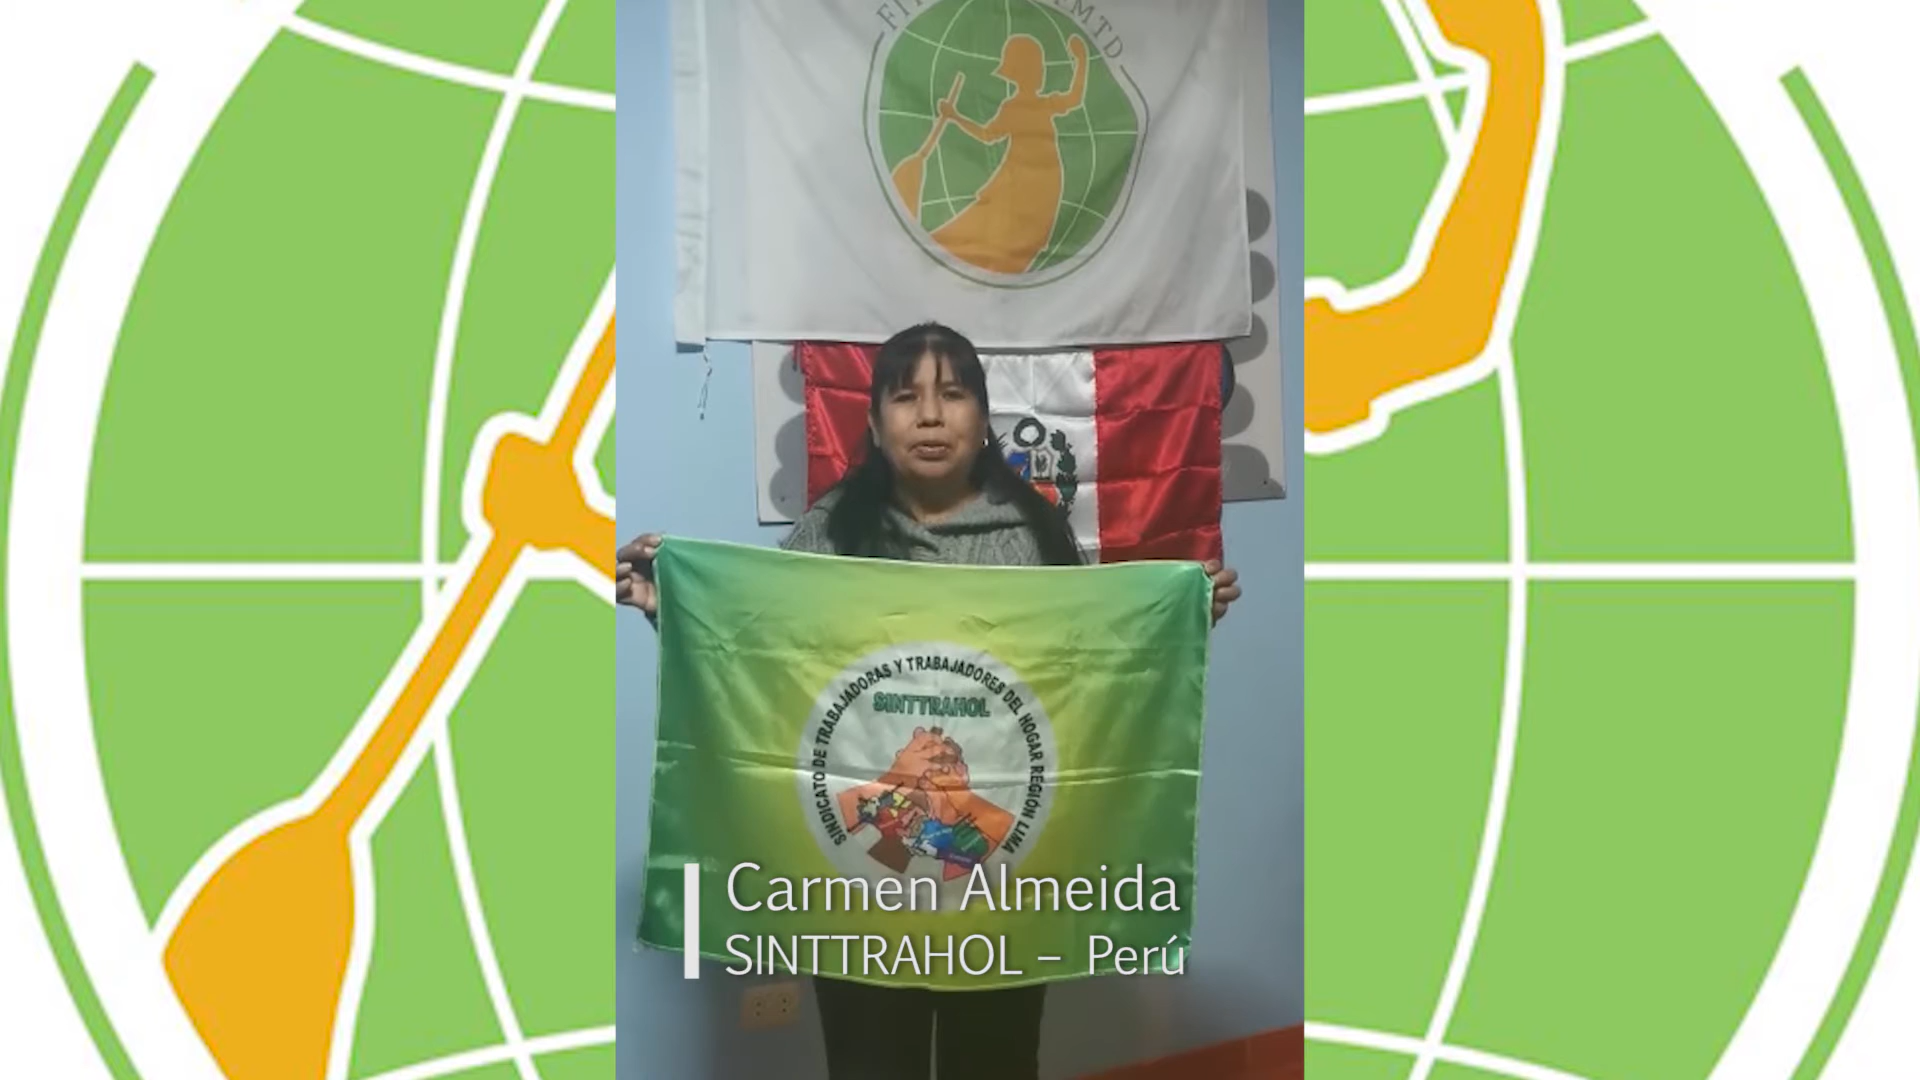 SINDICATO DE TRABAJADORAS Y TRABAJADORES DEL HOGAR REGIÓN LIMA
SINTTRAHOL
Carmen Almeida
SINTTRAHOL – Perú